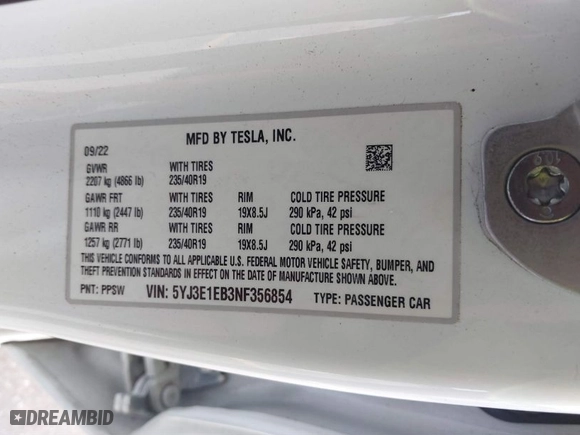 MFD BY TESLA, INC.
09/22
GVWR WITH TIRES
2207 kg (4866 lb) 235/40R19
GAWR FRT WITH TIRES RIM COLD TIRE PRESSURE
1110 kg (2447 lb) 235/40R19 19X8.5J 290 kPa, 42 psi
GAWR RR WITH TIRES RIM COLD TIRE PRESSURE
1257 kg (2771 lb) 235/40R19 19X8.5J 290 kPa, 42 psi
THIS VEHICLE CONFORMS TO ALL APPLICABLE U.S. FEDERAL MOTOR VEHICLE SAFETY, BUMPER, AND
THEFT PREVENTION STANDARDS IN EFFECT ON THE DATE OF MANUFACTURE SHOWN ABOVE.
PNT: PPSW VIN: 5YJ3E1EB3NF356854 TYPE: PASSENGER CAR
10.9
DREAMBID